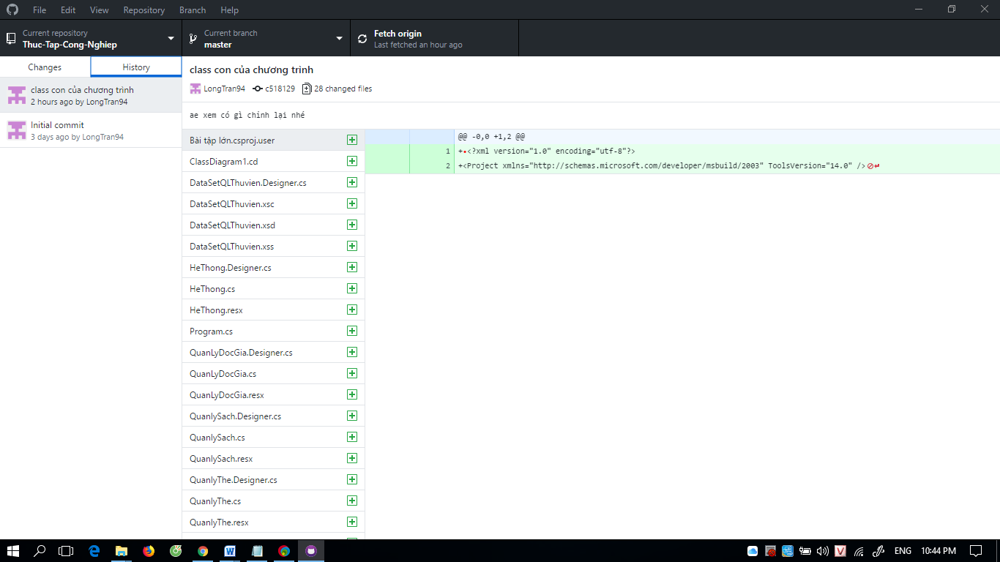 File Edit View Repository Branch Help
Current repository
Thuc-Tap-Cong-Nghiep
Current branch
master
Fetch origin
Last fetched an hour ago
Changes
History
class con của chương trình
2 hours ago by LongTran94
Initial commit
3 days ago by LongTran94
class con của chương trình
LongTran94 c518129 28 changed files
ae xem có gì chỉnh lại nhé
Bài tập lớn.csproj.user
ClassDiagram1.cd
DataSetQLThuvien.Designer.cs
DataSetQLThuvien.xsc
DataSetQLThuvien.xsd
DataSetQLThuvien.xss
HeThong.Designer.cs
HeThong.cs
HeThong.resx
Program.cs
QuanLyDocGia.Designer.cs
QuanLyDocGia.cs
QuanLyDocGia.resx
QuanlySach.Designer.cs
QuanlySach.cs
QuanlySach.resx
QuanlyThe.Designer.cs
QuanlyThe.cs
QuanlyThe.resx
@@ -0,0 +1,2 @@
1 +<?xml version="1.0" encoding="utf-8"?>
2 +<Project xmlns="http://schemas.microsoft.com/developer/msbuild/2003" ToolsVersion="14.0" />
ENG 10:44 PM